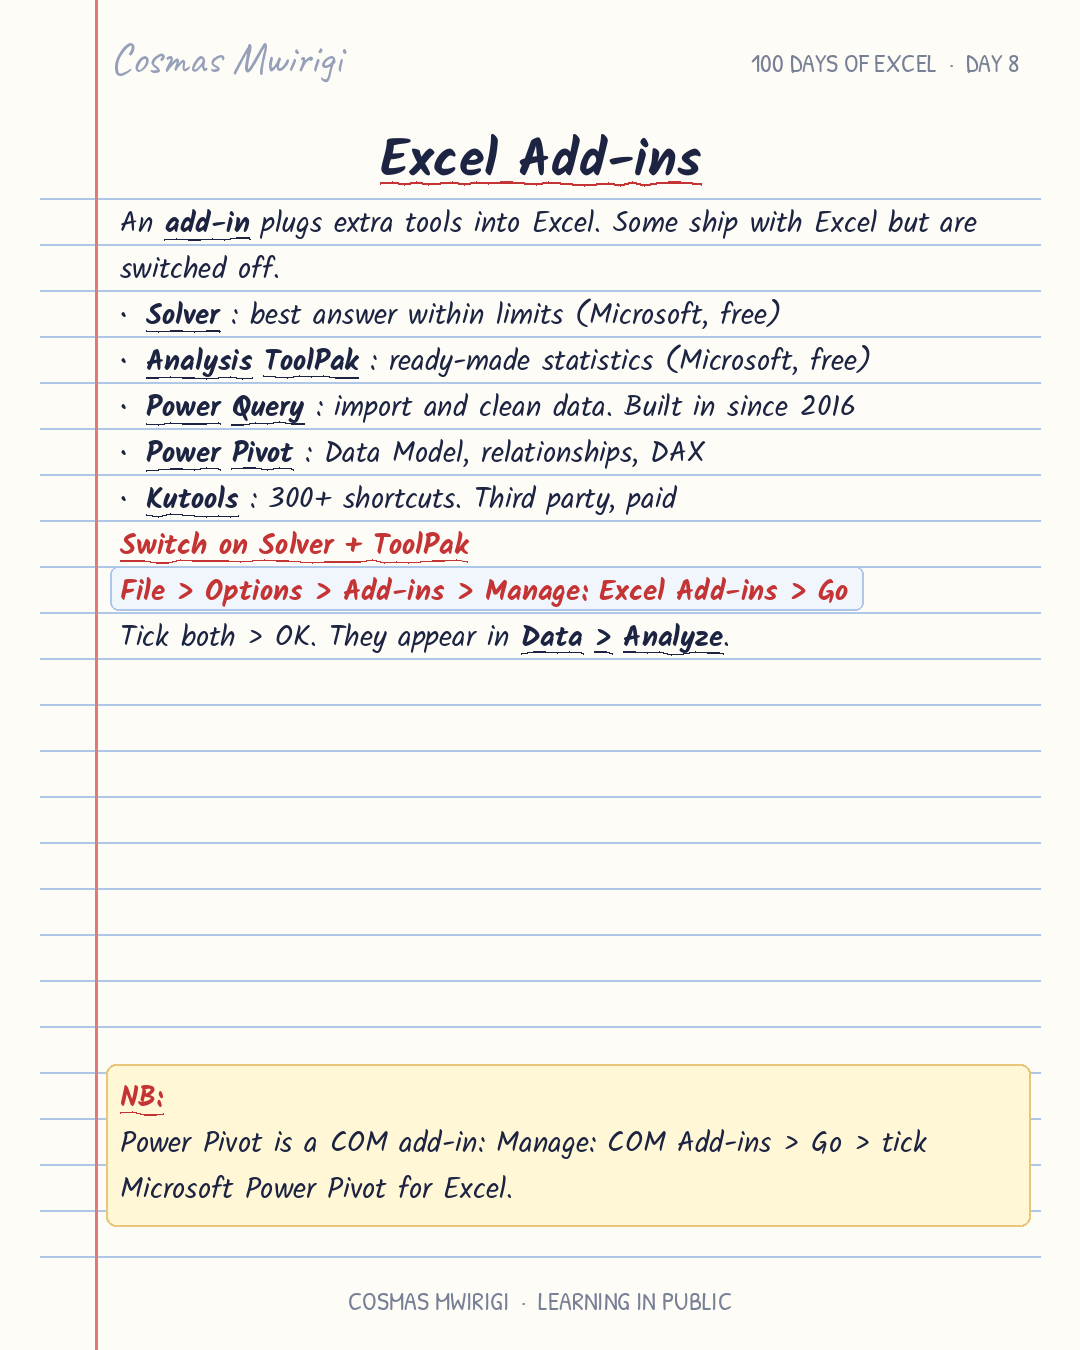 Cosmas Mwirigi
100 DAYS OF EXCEL · DAY 8
Excel Add-ins
An add-in plugs extra tools into Excel. Some ship with Excel but are
switched off.
· Solver : best answer within limits (Microsoft, free)
· Analysis ToolPak : ready-made statistics (Microsoft, free)
· Power Query : import and clean data. Built in since 2016
· Power Pivot : Data Model, relationships, DAX
· Kutools : 300+ shortcuts. Third party, paid
Switch on Solver + ToolPak
File > Options > Add-ins > Manage: Excel Add-ins > Go
Tick both > OK. They appear in Data > Analyze.
NB:
Power Pivot is a COM add-in: Manage: COM Add-ins > Go > tick
Microsoft Power Pivot for Excel.
COSMAS MWIRIGI · LEARNING IN PUBLIC